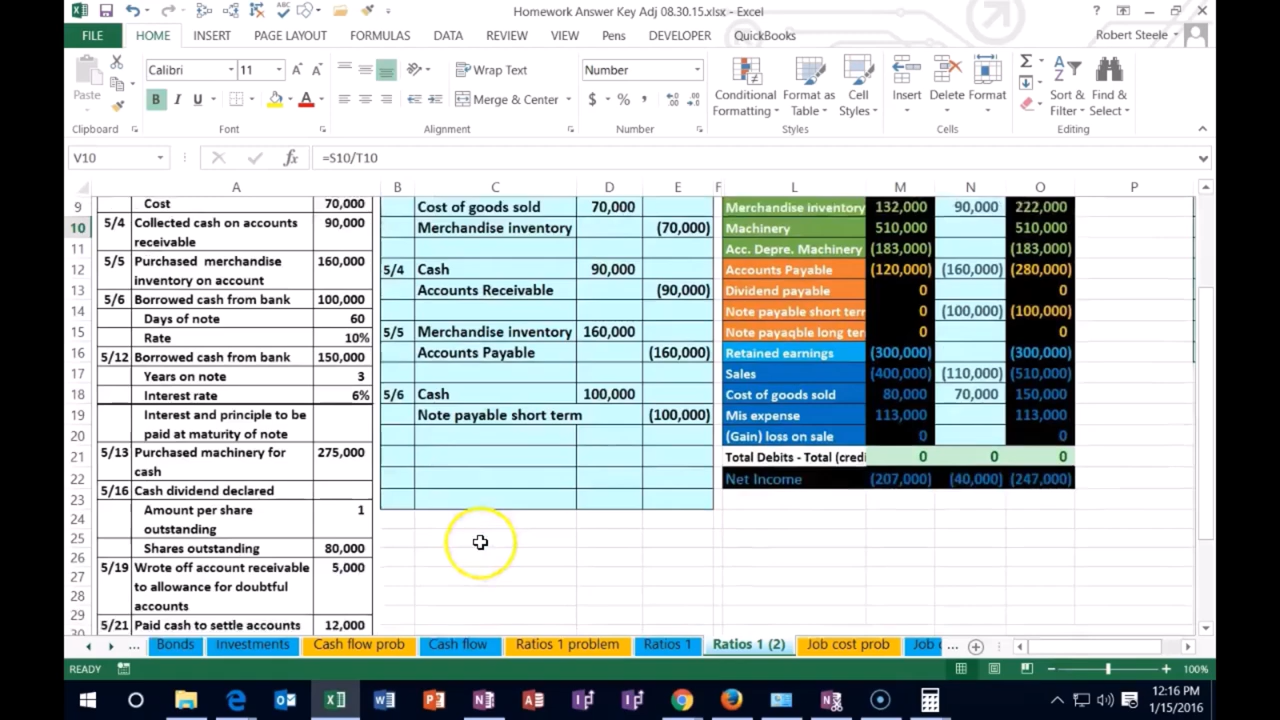 Homework Answer Key Adj 08.30.15.xlsx - Excel
FILE HOME INSERT PAGE LAYOUT FORMULAS DATA REVIEW VIEW Pens DEVELOPER QuickBooks Robert Steele
Paste
Calibri 11
B I U
Wrap Text
Merge & Center
Number
$ % ,
Conditional Formatting
Format as Table
Cell Styles
Insert Delete Format
Sort & Filter
Find & Select
Clipboard Font Alignment Number Styles Cells Editing
V10 =S10/T10
A B C D E F L M N O P
9 Cost 70,000 Cost of goods sold 70,000 Merchandise inventory 132,000 90,000 222,000
10 5/4 Collected cash on accounts receivable 90,000 Merchandise inventory (70,000) Machinery 510,000 510,000
11 Acc. Depre. Machinery (183,000) (183,000)
12 5/5 Purchased merchandise inventory on account 160,000 5/4 Cash 90,000 Accounts Payable (120,000) (160,000) (280,000)
13 Accounts Receivable (90,000) Dividend payable 0 0
14 5/6 Borrowed cash from bank 100,000 Note payable short terr 0 (100,000) (100,000)
15 Days of note 60 5/5 Merchandise inventory 160,000 Note payaqble long ter 0 0
16 Rate 10% Accounts Payable (160,000) Retained earnings (300,000) (300,000)
17 5/12 Borrowed cash from bank 150,000 Sales (400,000) (110,000) (510,000)
18 Years on note 3 5/6 Cash 100,000 Cost of goods sold 80,000 70,000 150,000
19 Interest rate 6% Note payable short term (100,000) Mis expense 113,000 113,000
20 Interest and principle to be paid at maturity of note (Gain) loss on sale 0 0
21 5/13 Purchased machinery for cash 275,000 Total Debits - Total (cred 0 0 0
22 Net Income (207,000) (40,000) (247,000)
23 5/16 Cash dividend declared
24 Amount per share outstanding 1
25
26 Shares outstanding 80,000
27 5/19 Wrote off account receivable to allowance for doubtful accounts 5,000
28
29
30 5/21 Paid cash to settle accounts 12,000
... Bonds Investments Cash flow prob Cash flow Ratios 1 problem Ratios 1 Ratios 1 (2) Job cost prob Job ...
READY 100%
12:16 PM
1/15/2016